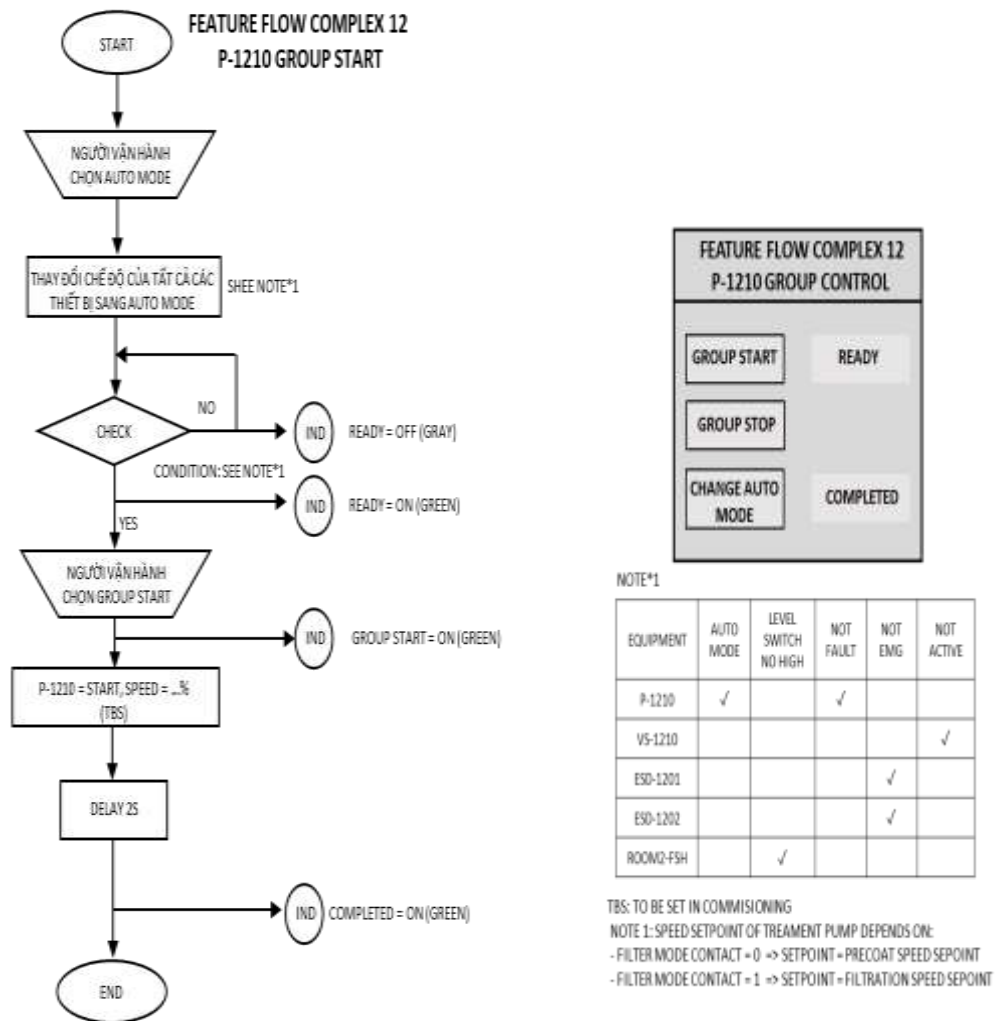 FEATURE FLOW COMPLEX 12
P-1210 GROUP START
START
NGƯỜI VẬN HÀNH
CHỌN AUTO MODE
THAY ĐỔI CHẾ ĐỘ CỦA TẤT CẢ CÁC
THIẾT BỊ SANG AUTO MODE
SHEE NOTE*1
CHECK
NO
IND
READY = OFF (GRAY)
CONDITION: SEE NOTE*1
IND
READY = ON (GREEN)
YES
NGƯỜI VẬN HÀNH
CHỌN GROUP START
IND
GROUP START = ON (GREEN)
P-1210 = START, SPEED = ...%
(TBS)
DELAY 2S
IND
COMPLETED = ON (GREEN)
END
FEATURE FLOW COMPLEX 12
P-1210 GROUP CONTROL
GROUP START
READY
GROUP STOP
CHANGE AUTO
MODE
COMPLETED
NOTE*1
EQUIPMENT
AUTO
MODE
LEVEL
SWITCH
NO HIGH
NOT
FAULT
NOT
EMG
NOT
ACTIVE
P-1210 √ √
VS-1210 √
ESD-1201 √
ESD-1202 √
ROOM2-FSH √
TBS: TO BE SET IN COMMISIONING
NOTE 1: SPEED SETPOINT OF TREAMENT PUMP DEPENDS ON:
- FILTER MODE CONTACT = 0 => SETPOINT = PRECOAT SPEED SEPOINT
- FILTER MODE CONTACT = 1 => SETPOINT = FILTRATION SPEED SEPOINT